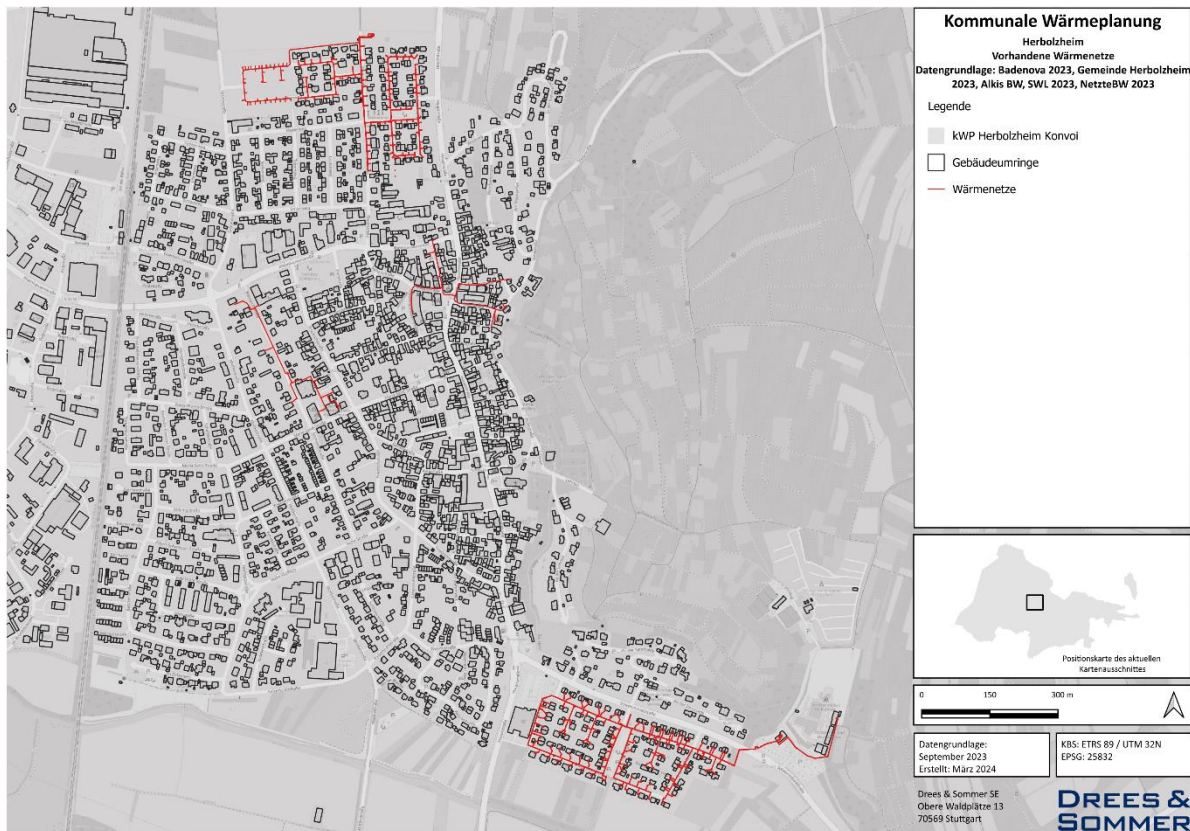 Kommunale Wärmeplanung
Herbolzheim
Vorhandene Wärmenetze
Datengrundlage: Badenova 2023, Gemeinde Herbolzheim
2023, Alkis BW, SWL 2023, NetzteBW 2023
Legende
kWP Herbolzheim Konvoi
Gebäudeumringe
Wärmenetze
Positionskarte des aktuellen
Kartenausschnittes
0 150 300 m
Datengrundlage:
September 2023
Erstellt: März 2024
KBS: ETRS 89 / UTM 32N
EPSG: 25832
Drees & Sommer SE
Obere Waldplätze 13
70569 Stuttgart
DREES &
SOMMER